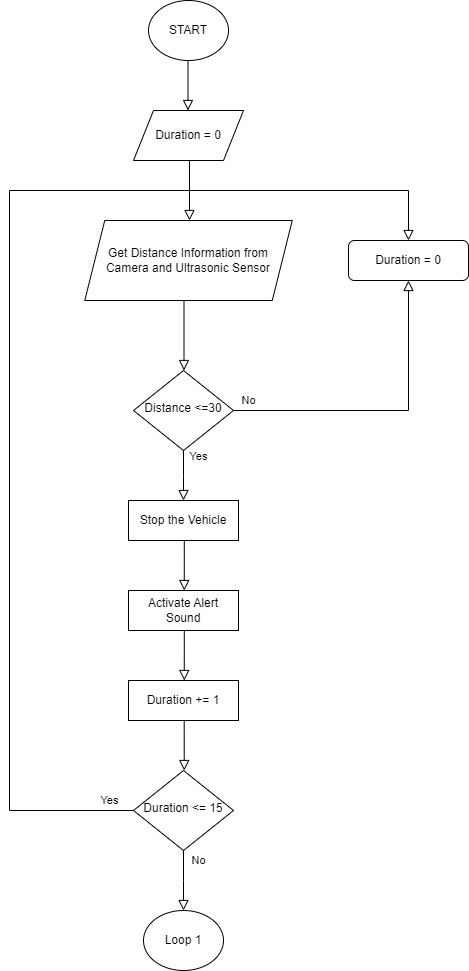 START
Duration = 0
Get Distance Information from
Camera and Ultrasonic Sensor
Duration = 0
Distance <=30
No
Yes
Stop the Vehicle
Activate Alert
Sound
Duration += 1
Yes
Duration <= 15
No
Loop 1